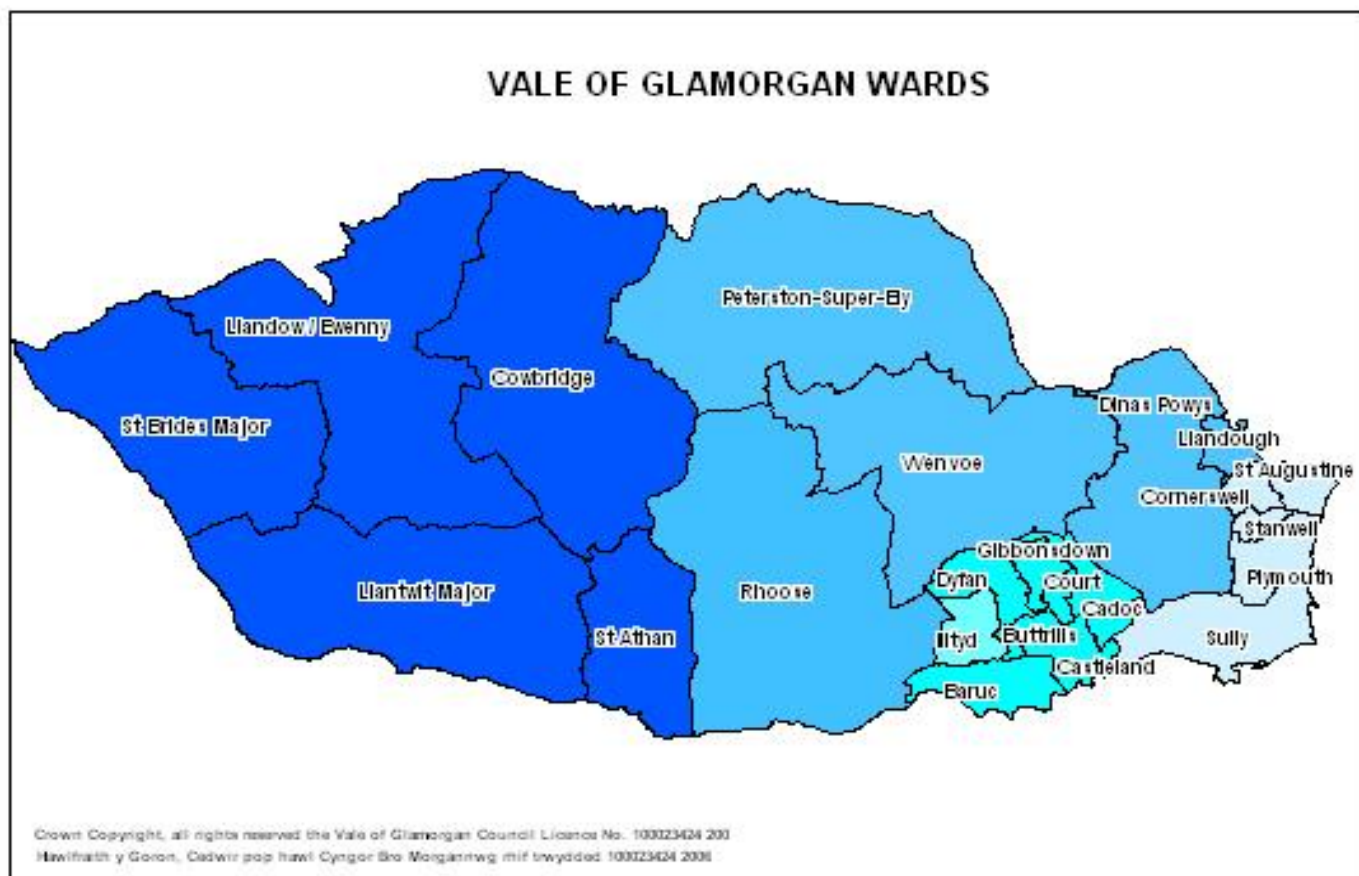 VALE OF GLAMORGAN WARDS
Peterston-Super-Ely
Llandow / Ewenny
Cowbridge
Dinas Powys
St Brides Major
Llandough
Wenvoe
St Augustine
Cornerswell
Stanwell
Gibbonsdown
Dyfan
Court
Plymouth
Llantwit Major
Rhoose
Cadoc
St Athan
Illtyd
Buttrills
Sully
Castleland
Baruc
Crown Copyright, all rights reserved the Vale of Glamorgan Council Licence No. 100023424 200
Hawlfraith y Goron, Cedwir pop hawl Cyngor Bro Morgannwg rhif trwydded 100023424 2006